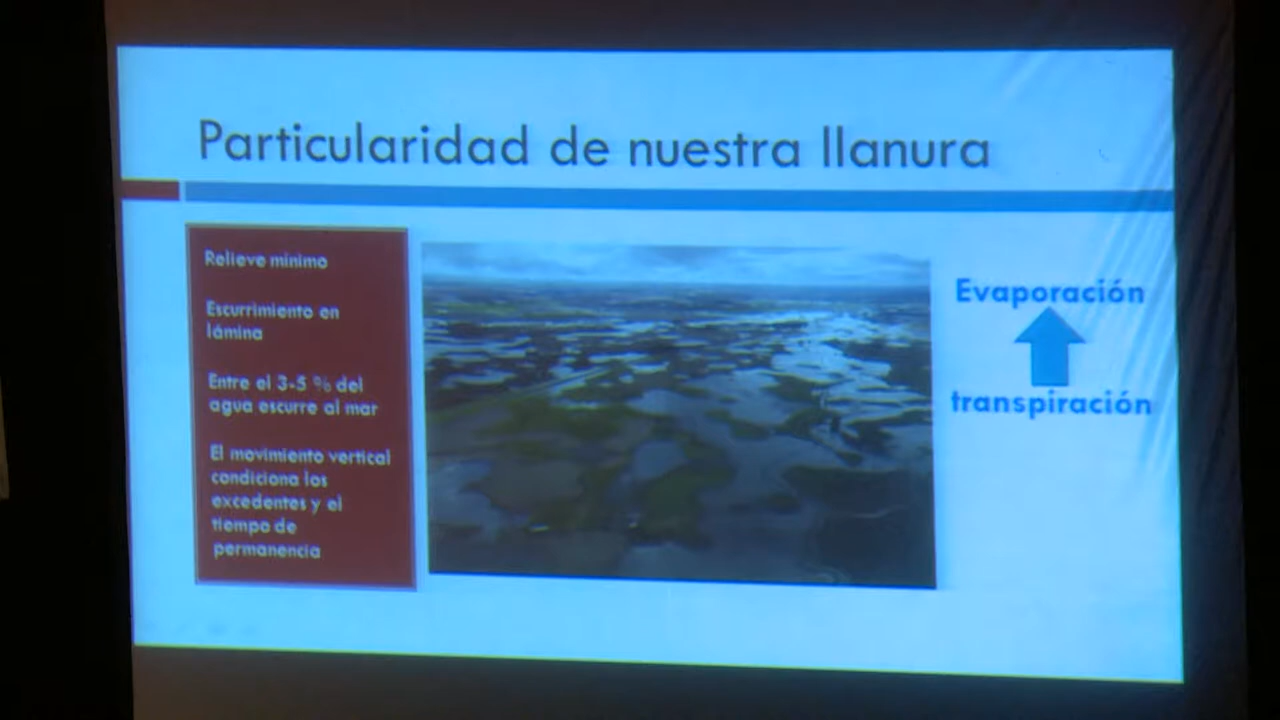 Particularidad de nuestra llanura
Relieve minimo
Escurrimiento en
lámina
Entre el 3-5 % del
agua escurre al mar
El movimiento vertical
condiciona los
excedentes y el
tiempo de
permanencia
Evaporación
transpiración